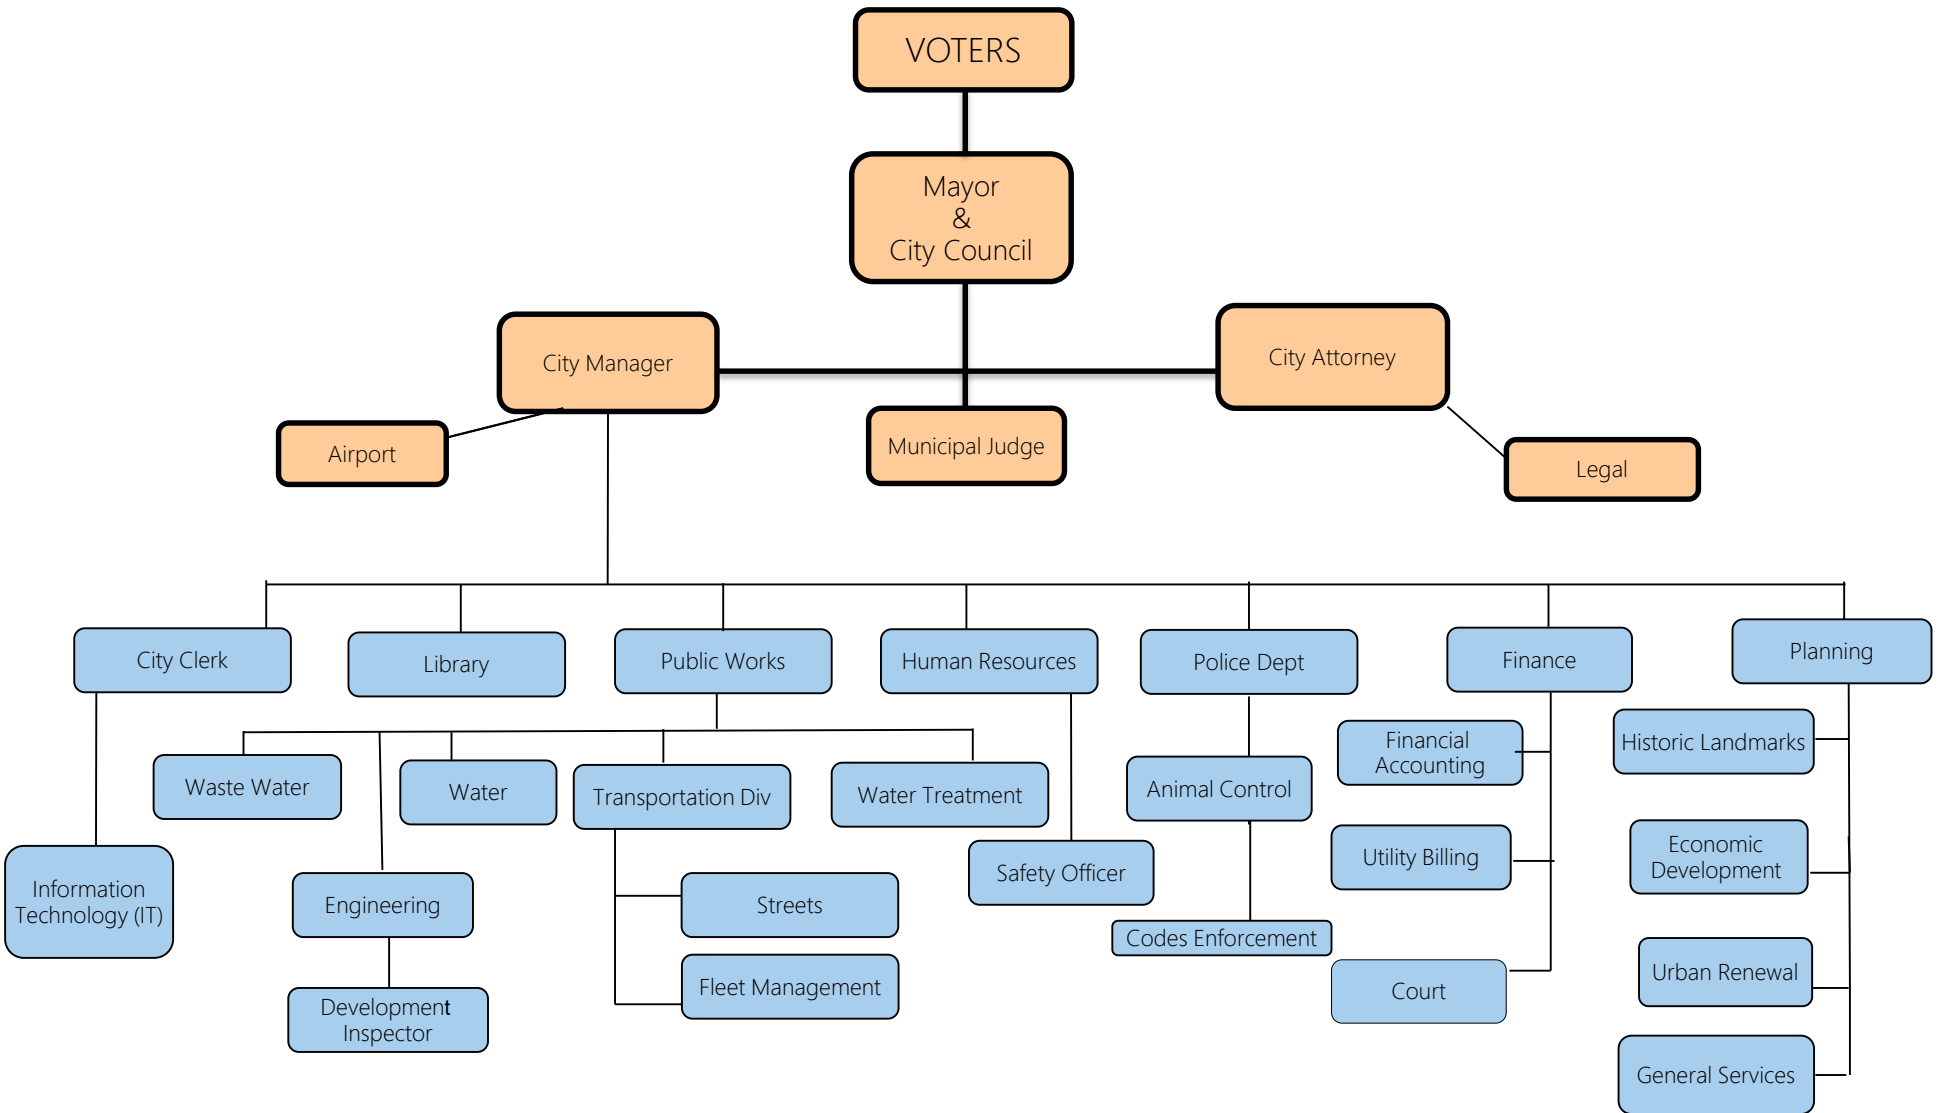 VOTERS
Mayor
&
City Council
City Manager
City Attorney
Airport
Municipal Judge
Legal
City Clerk
Library
Public Works
Human Resources
Police Dept
Finance
Planning
Waste Water
Water
Transportation Div
Water Treatment
Animal Control
Financial
Accounting
Historic Landmarks
Information
Technology (IT)
Engineering
Streets
Safety Officer
Utility Billing
Economic
Development
Codes Enforcement
Development
Inspector
Fleet Management
Court
Urban Renewal
General Services